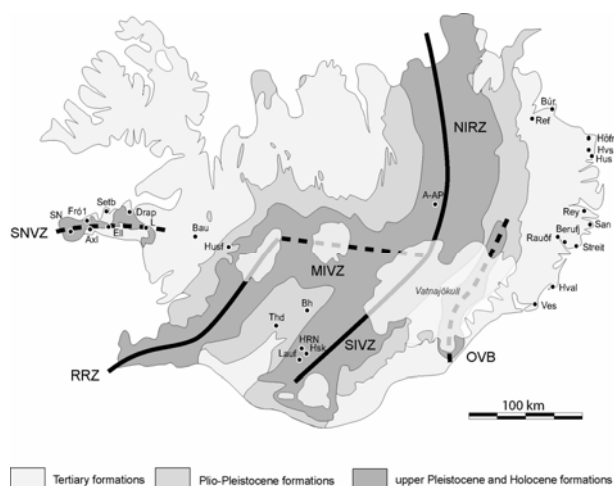 NIRZ
Búr
Ref
Höfn
Hvs
Hus
A-AP
Setb
Fró1
Drap
SN
SNVZ
Axl
Ell
L
Bau
Husf
Rey
San
Rauðf
Beruf
Streit
MIVZ
Vatnajökull
Bh
Thd
Hval
Ves
HRN
Hsk
Lauf
SIVZ
OVB
RRZ
100 km
Tertiary formations
Plio-Pleistocene formations
upper Pleistocene and Holocene formations